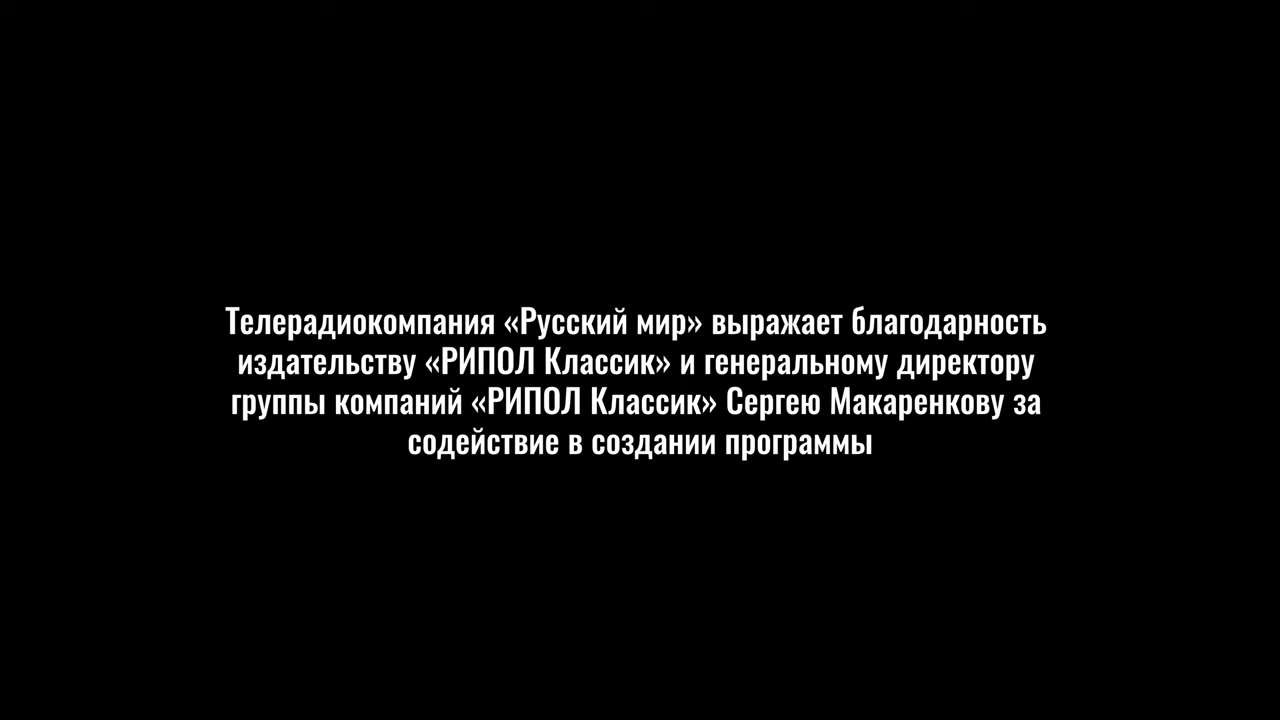 Телерадиокомпания «Русский мир» выражает благодарность
издательству «РИПОЛ Классик» и генеральному директору
группы компаний «РИПОЛ Классик» Сергею Макаренкову за
содействие в создании программы